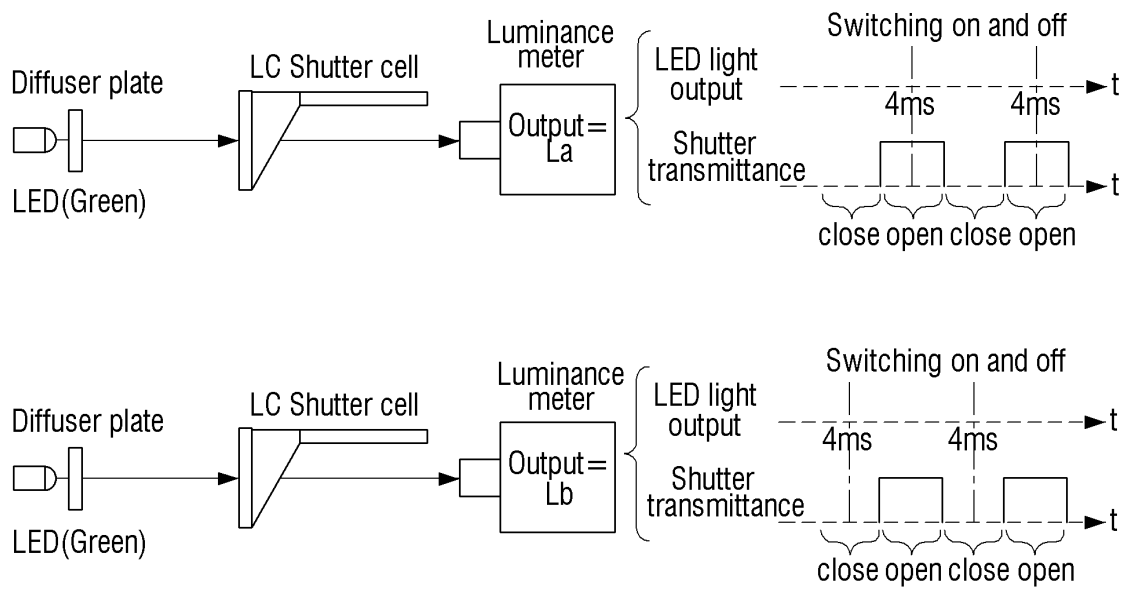 Diffuser plate
LED(Green)
LC Shutter cell
Luminance
meter
Output=
La
LED light
output
Shutter
transmittance
Switching on and off
t
4ms 4ms
t
close open close open
Diffuser plate
LED(Green)
LC Shutter cell
Luminance
meter
Output=
Lb
LED light
output
Shutter
transmittance
Switching on and off
t
4ms 4ms
t
close open close open